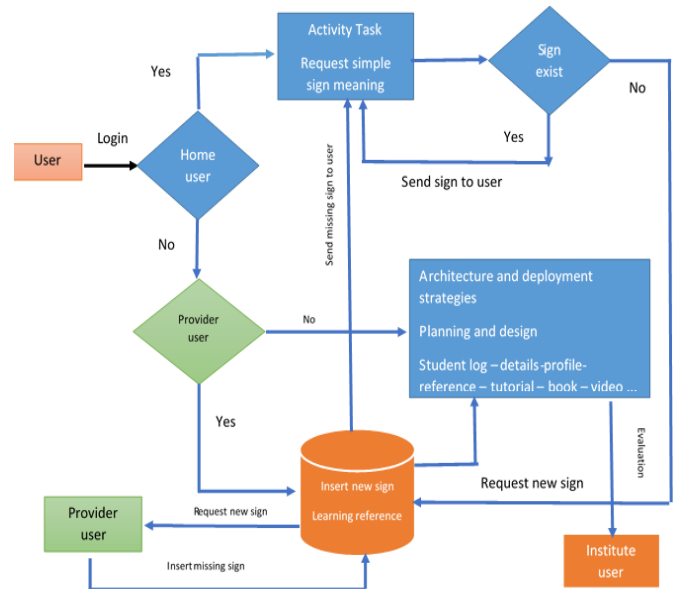 Activity Task
Request simple
sign meaning
Sign
exist
Yes
No
Login
User
Home
user
Yes
Send sign to user
No
Send missing sign to user
Architecture and deployment
strategies
Planning and design
Student log – details-profile-
reference – tutorial – book – video ...
Provider
user
No
Yes
Evaluation
Insert new sign
Learning reference
Request new sign
Request new sign
Provider
user
Insert missing sign
Institute
user